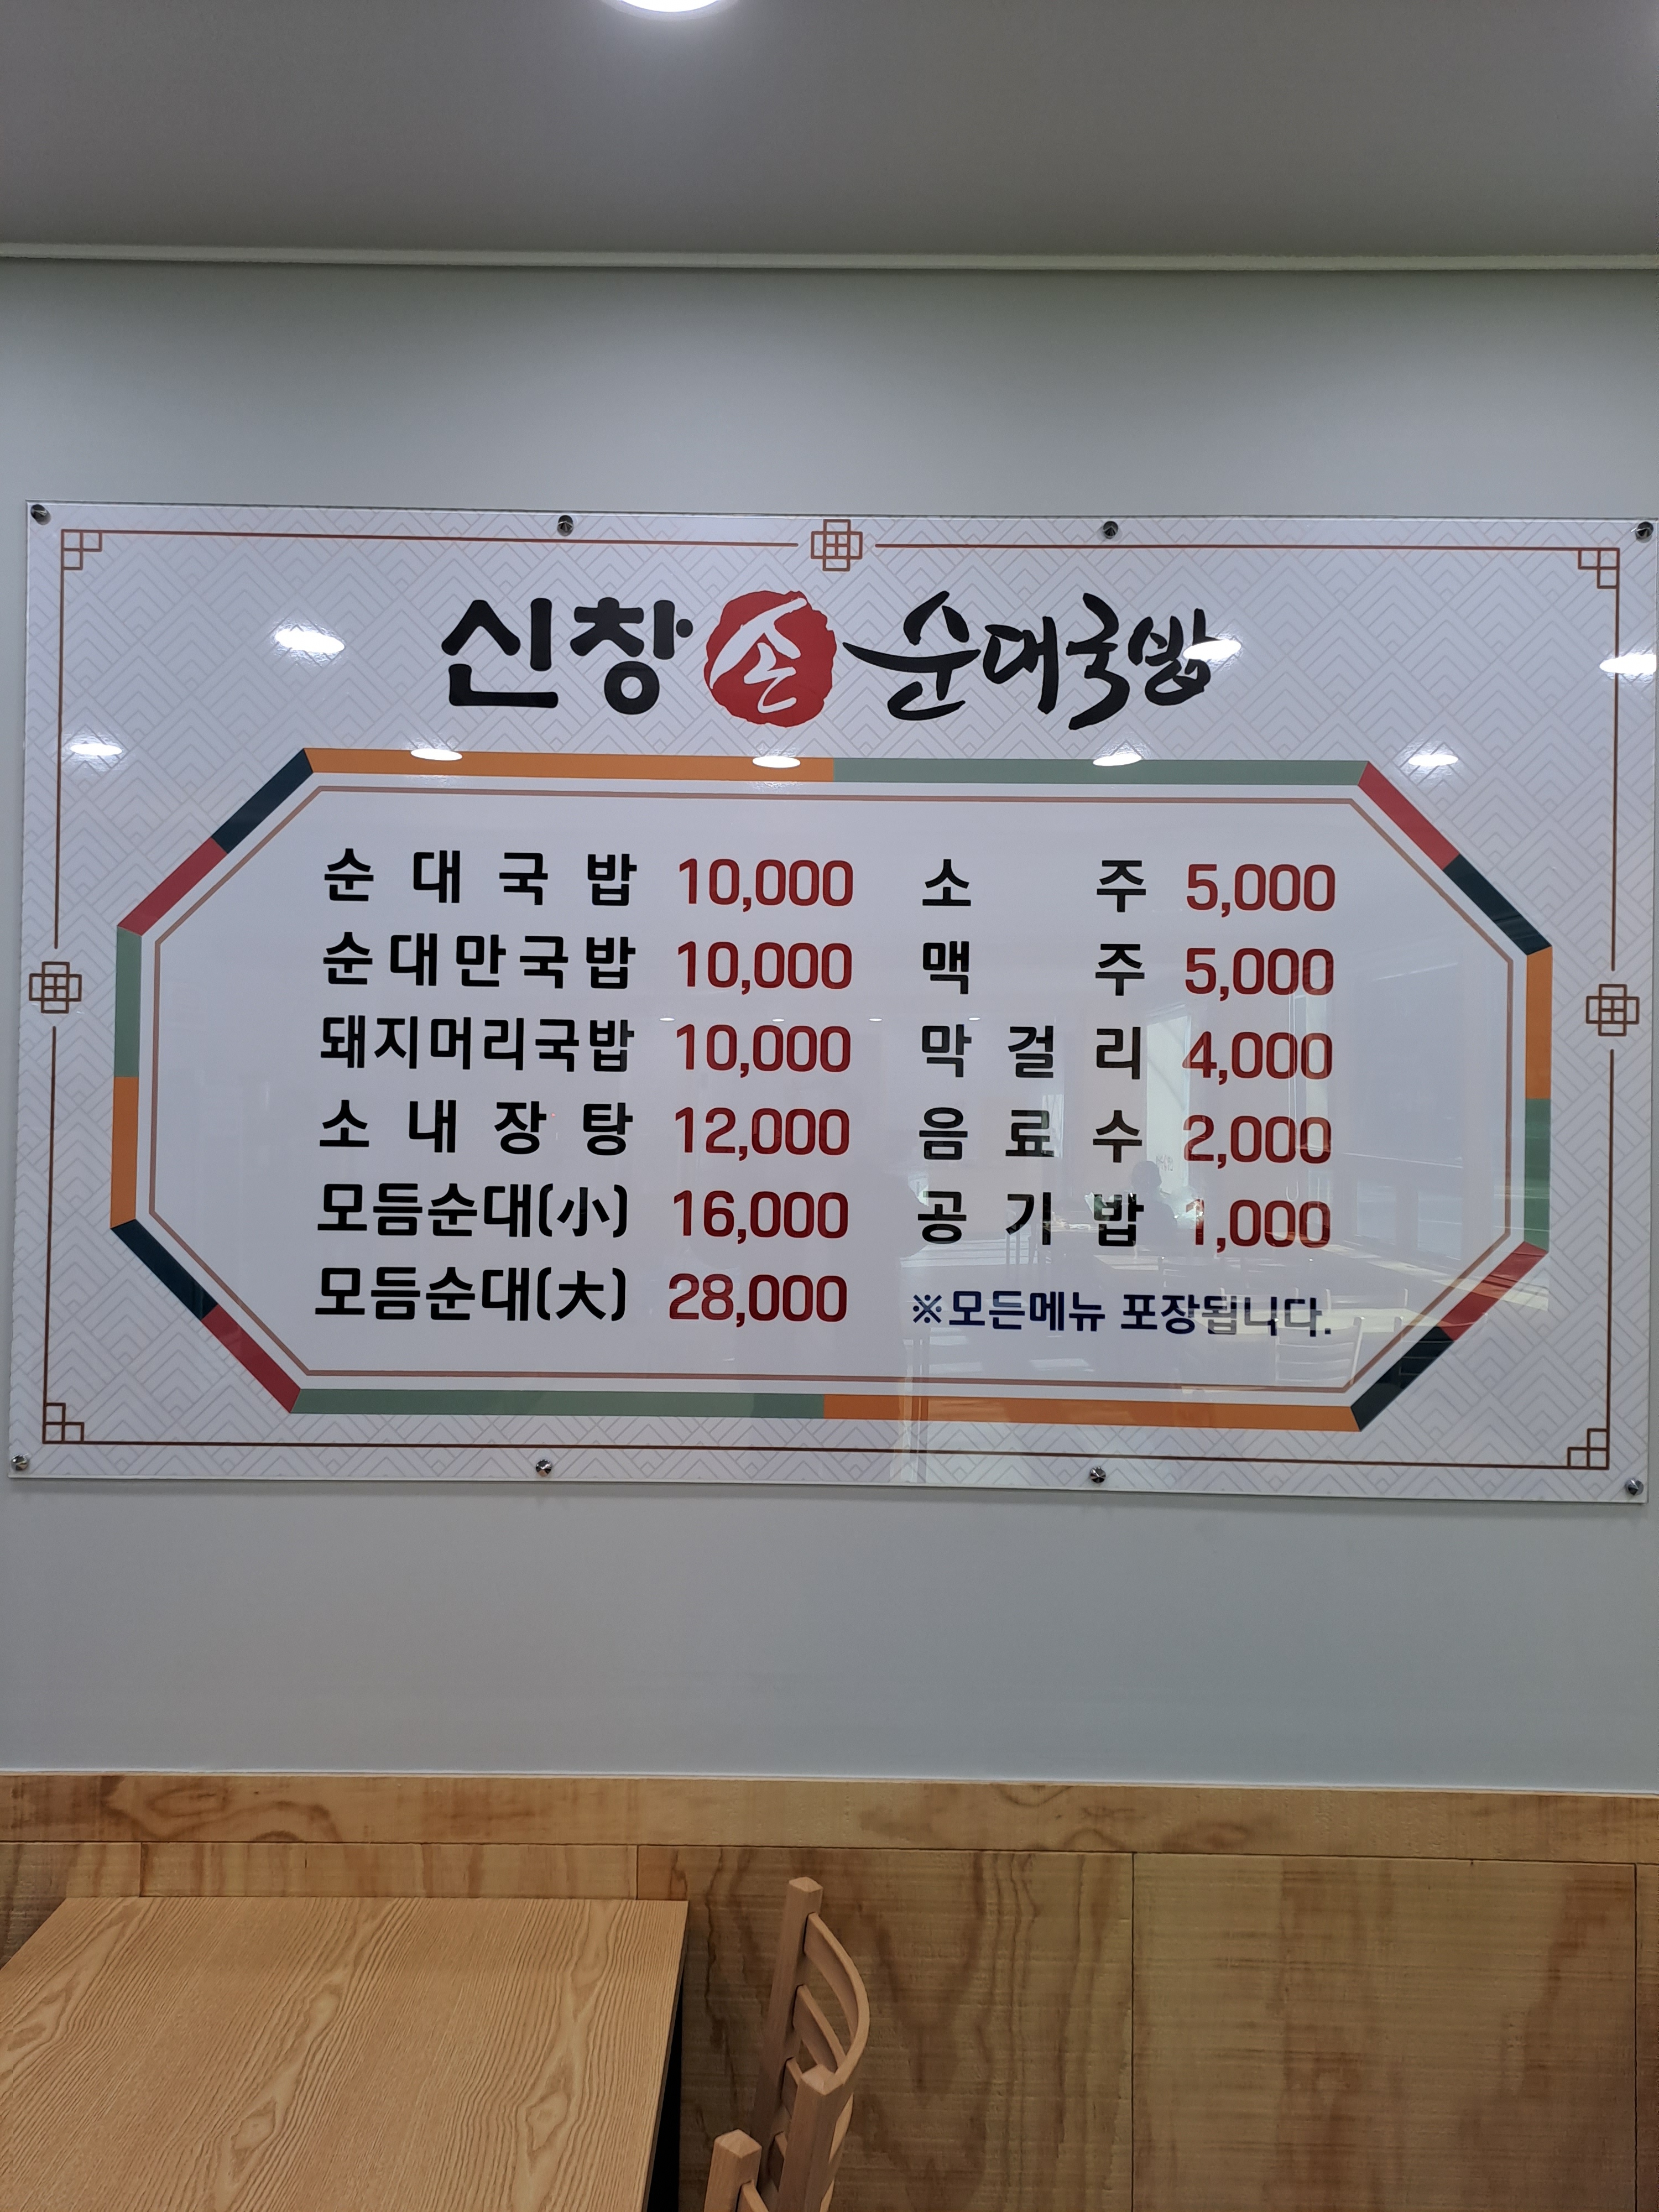 신창손순대국밥
순대국밥 10,000
순대만국밥 10,000
돼지머리국밥 10,000
소내장탕 12,000
모듬순대(小) 16,000
모듬순대(大) 28,000
소주 5,000
맥주 5,000
막걸리 4,000
음료수 2,000
공기밥 1,000
※모든메뉴 포장됩니다.